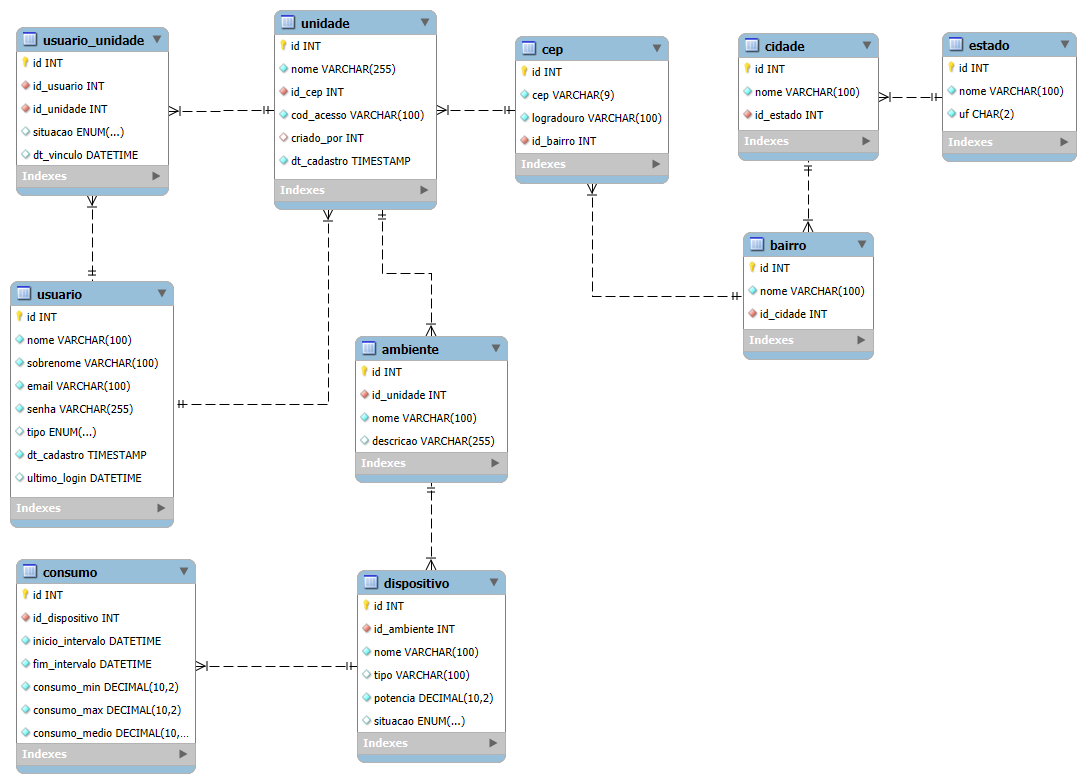 usuario_unidade
id INT
id_usuario INT
id_unidade INT
situacao ENUM(...)
dt_vinculo DATETIME
Indexes
unidade
id INT
nome VARCHAR(255)
id_cep INT
cod_acesso VARCHAR(100)
criado_por INT
dt_cadastro TIMESTAMP
Indexes
cep
id INT
cep VARCHAR(9)
logradouro VARCHAR(100)
id_bairro INT
Indexes
cidade
id INT
nome VARCHAR(100)
id_estado INT
Indexes
estado
id INT
nome VARCHAR(100)
uf CHAR(2)
Indexes
usuario
id INT
nome VARCHAR(100)
sobrenome VARCHAR(100)
email VARCHAR(100)
senha VARCHAR(255)
tipo ENUM(...)
dt_cadastro TIMESTAMP
ultimo_login DATETIME
Indexes
ambiente
id INT
id_unidade INT
nome VARCHAR(100)
descricao VARCHAR(255)
Indexes
bairro
id INT
nome VARCHAR(100)
id_cidade INT
Indexes
consumo
id INT
id_dispositivo INT
inicio_intervalo DATETIME
fim_intervalo DATETIME
consumo_min DECIMAL(10,2)
consumo_max DECIMAL(10,2)
consumo_medio DECIMAL(10,...
Indexes
dispositivo
id INT
id_ambiente INT
nome VARCHAR(100)
tipo VARCHAR(100)
potencia DECIMAL(10,2)
situacao ENUM(...)
Indexes